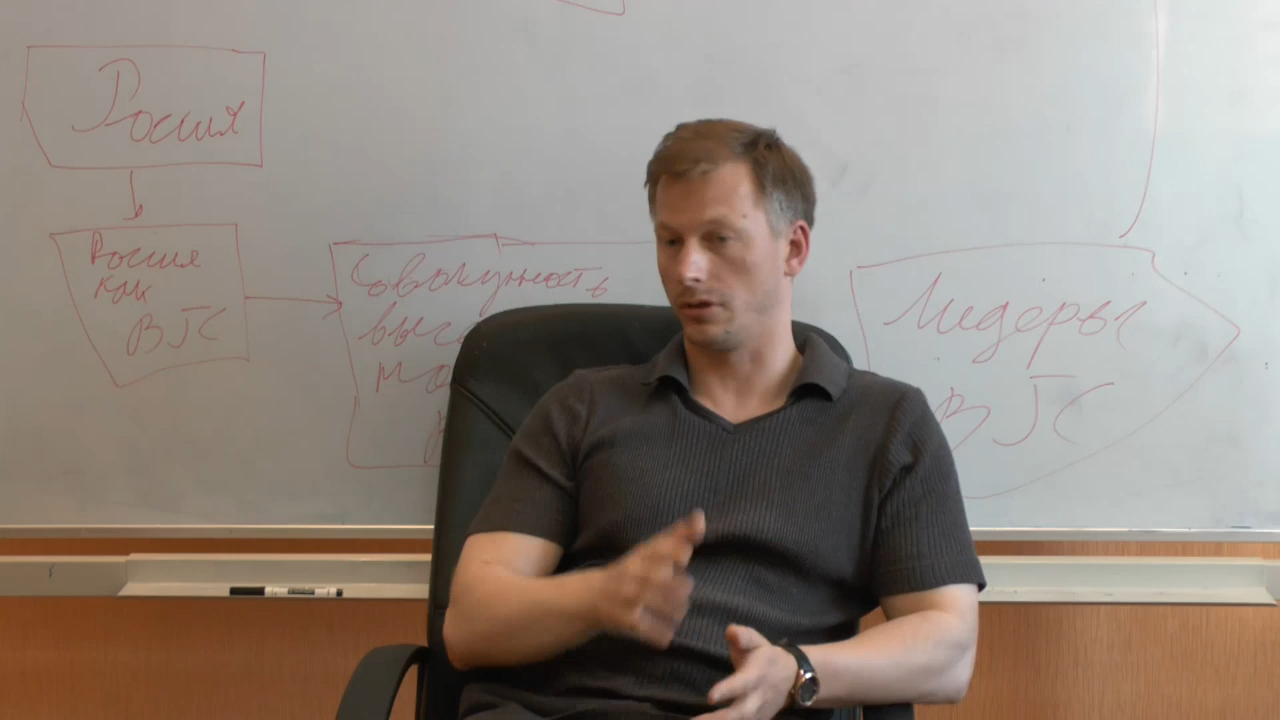 Россия
Россия
как
ВТС
Совокупность
Лидеры
ВТС